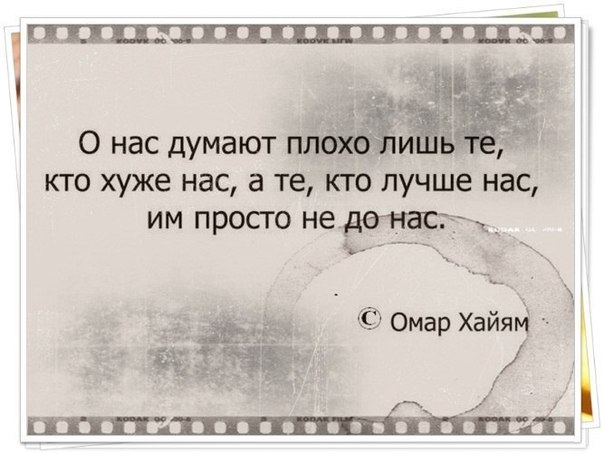 О нас думают плохо лишь те,
кто хуже нас, а те, кто лучше нас,
им просто не до нас.
© Омар Хайям